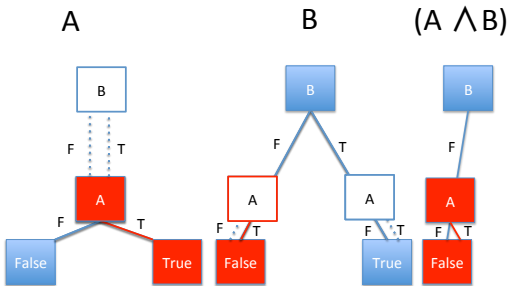 A B (A ∧ B)
B B B
F T F T F
A A A A
F T F T F T F T
False True False True False